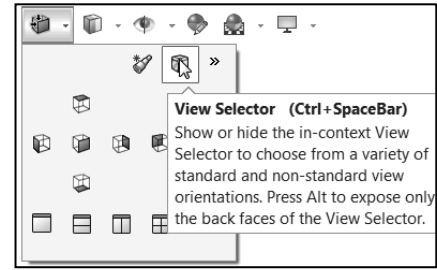 »
View Selector (Ctrl+SpaceBar)
Show or hide the in-context View
Selector to choose from a variety of
standard and non-standard view
orientations. Press Alt to expose only
the back faces of the View Selector.